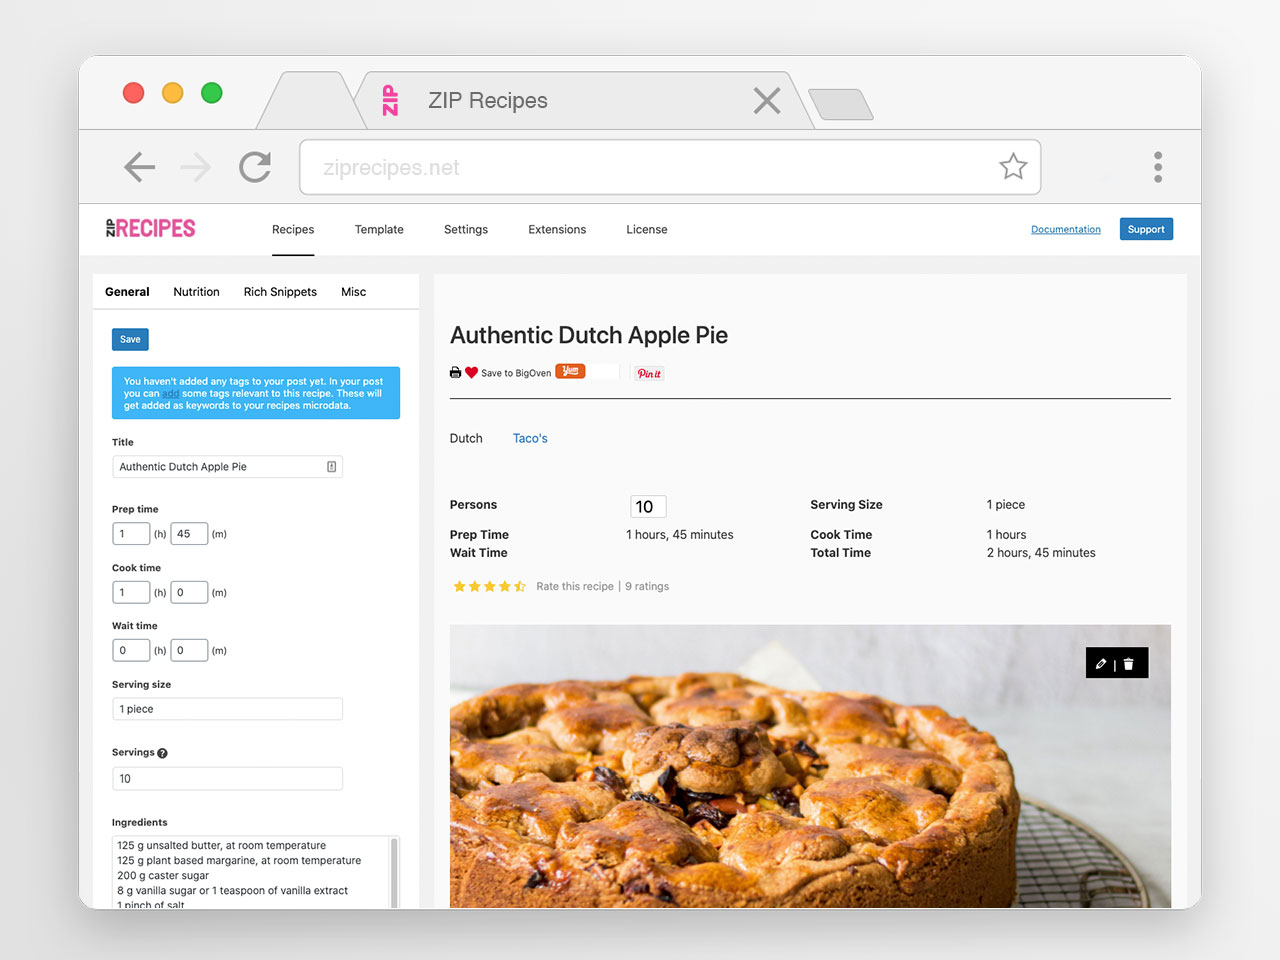 ZIP
ZIP Recipes
ziprecipes.net
ZIPRECIPES
Recipes
Template
Settings
Extensions
License
Documentation
Support
General
Nutrition
Rich Snippets
Misc
Save
You haven't added any tags to your post yet. In your post
you can add some tags relevant to this recipe. These will
get added as keywords to your recipes microdata.
Title
Authentic Dutch Apple Pie
Prep time
1 (h) 45 (m)
Cook time
1 (h) 0 (m)
Wait time
0 (h) 0 (m)
Serving size
1 piece
Servings ?
10
Ingredients
125 g unsalted butter, at room temperature
125 g plant based margarine, at room temperature
200 g caster sugar
8 g vanilla sugar or 1 teaspoon of vanilla extract
1 pinch of salt
Authentic Dutch Apple Pie
Save to BigOven Yum Pin it
Dutch Taco's
Persons 10 Serving Size 1 piece
Prep Time 1 hours, 45 minutes Cook Time 1 hours
Wait Time Total Time 2 hours, 45 minutes
Rate this recipe | 9 ratings